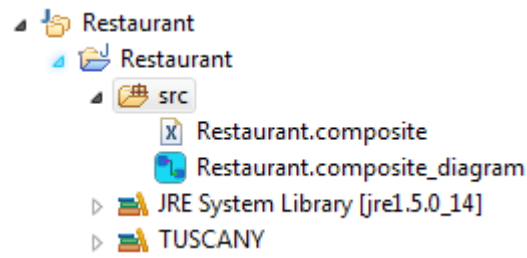 Restaurant
Restaurant
src
Restaurant.composite
Restaurant.composite_diagram
JRE System Library [jre1.5.0_14]
TUSCANY